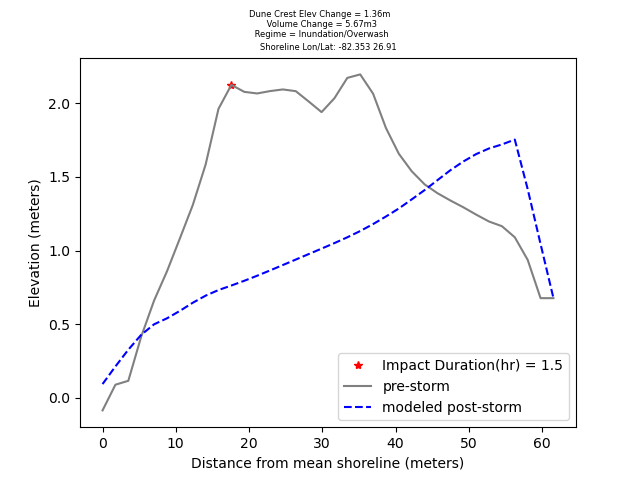 Dune Crest Elev Change = 1.36m
Volume Change = 5.67m3
Regime = Inundation/Overwash
Shoreline Lon/Lat: -82.353 26.91
2.0
1.5
1.0
0.5
0.0
Elevation (meters)
Impact Duration(hr) = 1.5
pre-storm
modeled post-storm
0 10 20 30 40 50 60
Distance from mean shoreline (meters)